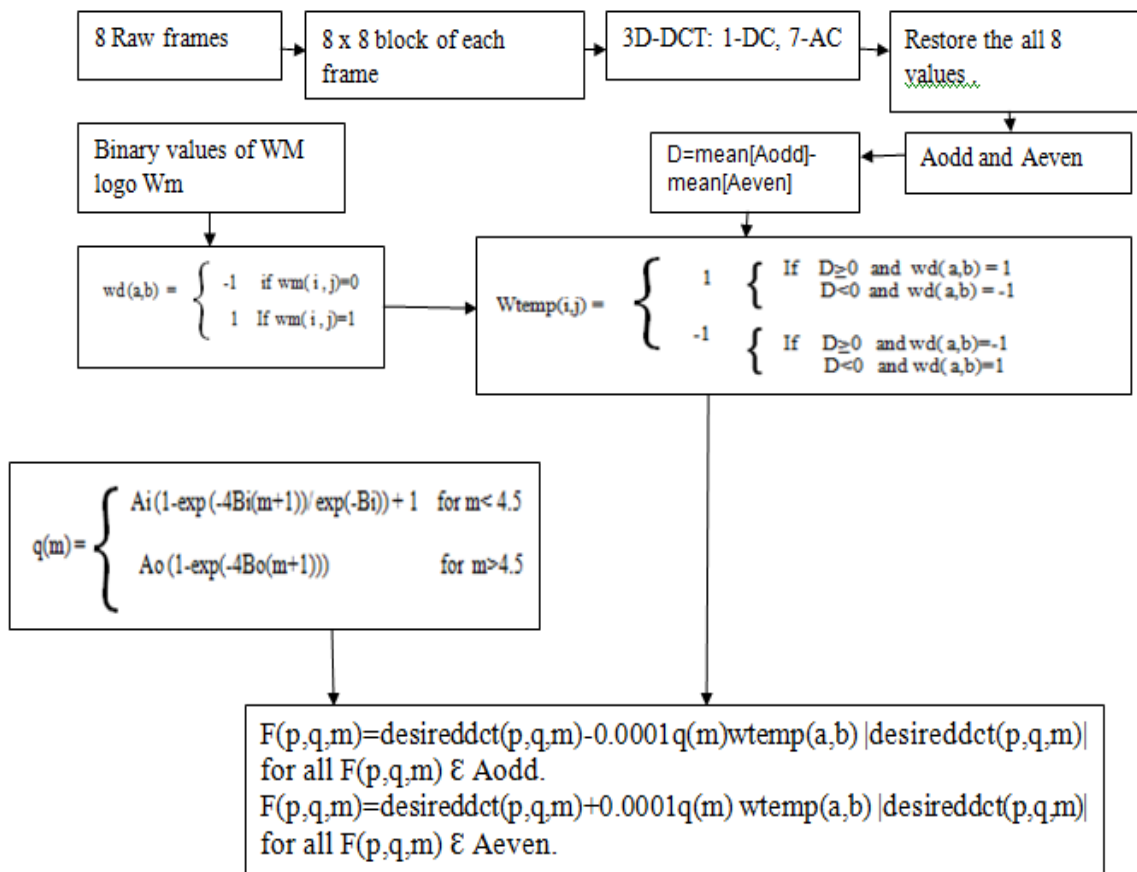 8 Raw frames
8 x 8 block of each
frame
3D-DCT: 1-DC, 7-AC
Restore the all 8
values .
Binary values of WM
logo Wm
D=mean[Aodd]-
mean[Aeven]
Aodd and Aeven
wd(a,b) = { -1 if wm( i , j)=0
1 If wm( i , j)=1
Wtemp(i,j) = { 1 { If D≥0 and wd( a,b) = 1
D<0 and wd( a,b) = -1
-1 { If D≥0 and wd( a,b)=-1
D<0 and wd( a,b)=1
q(m)= { Ai (1-exp (-4Bi(m+1))/ exp(-Bi)) + 1 for m< 4.5
Ao (1-exp(-4Bo(m+1))) for m>4.5
F(p,q,m)=desireddct(p,q,m)-0.0001q(m)wtemp(a,b) |desireddct(p,q,m)|
for all F(p,q,m) Ɛ Aodd.
F(p,q,m)=desireddct(p,q,m)+0.0001q(m) wtemp(a,b) |desireddct(p,q,m)|
for all F(p,q,m) Ɛ Aeven.